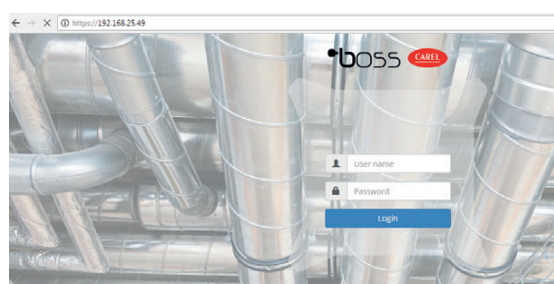 https://192.168.25.49
boss CAREL
User name
Password
Login